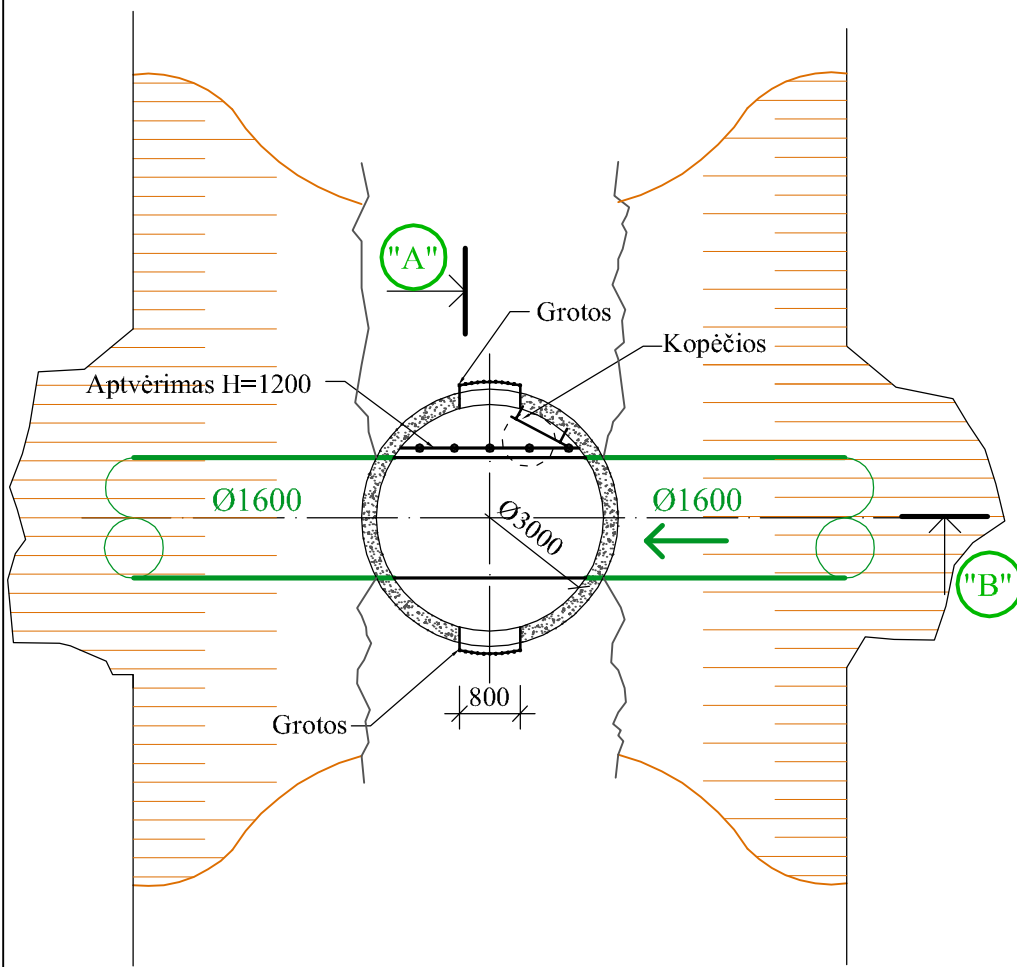 "A"
Grotos
Kopėčios
Aptvėrimas H=1200
Ø1600
Ø1600
Ø3000
"B"
800
Grotos